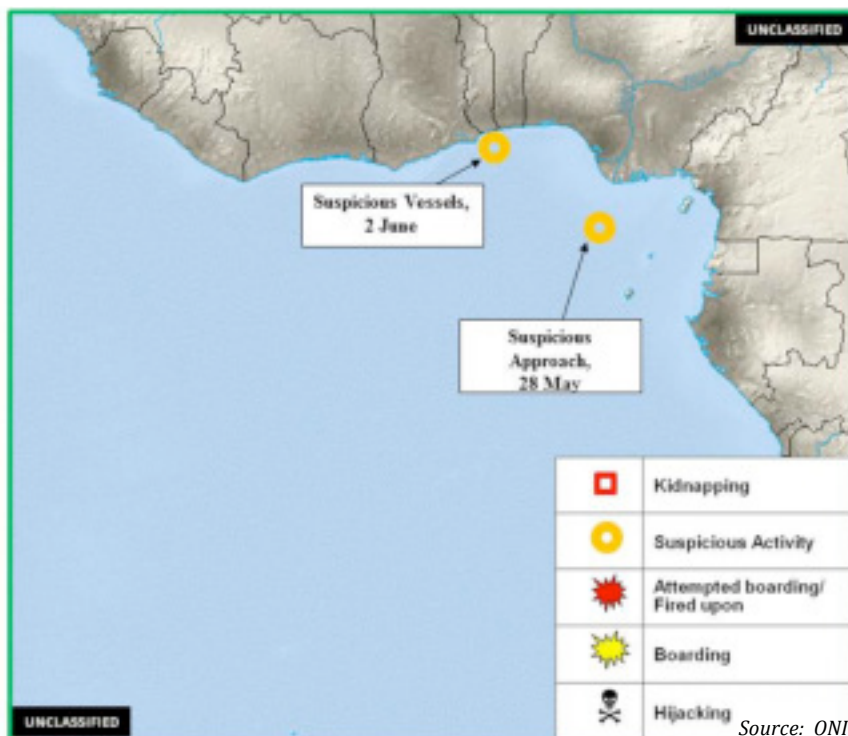 UNCLASSIFIED
Suspicious Vessels,
2 June
Suspicious
Approach,
28 May
Kidnapping
Suspicious Activity
Attempted boarding/
Fired upon
Boarding
Hijacking
UNCLASSIFIED
Source: ONI